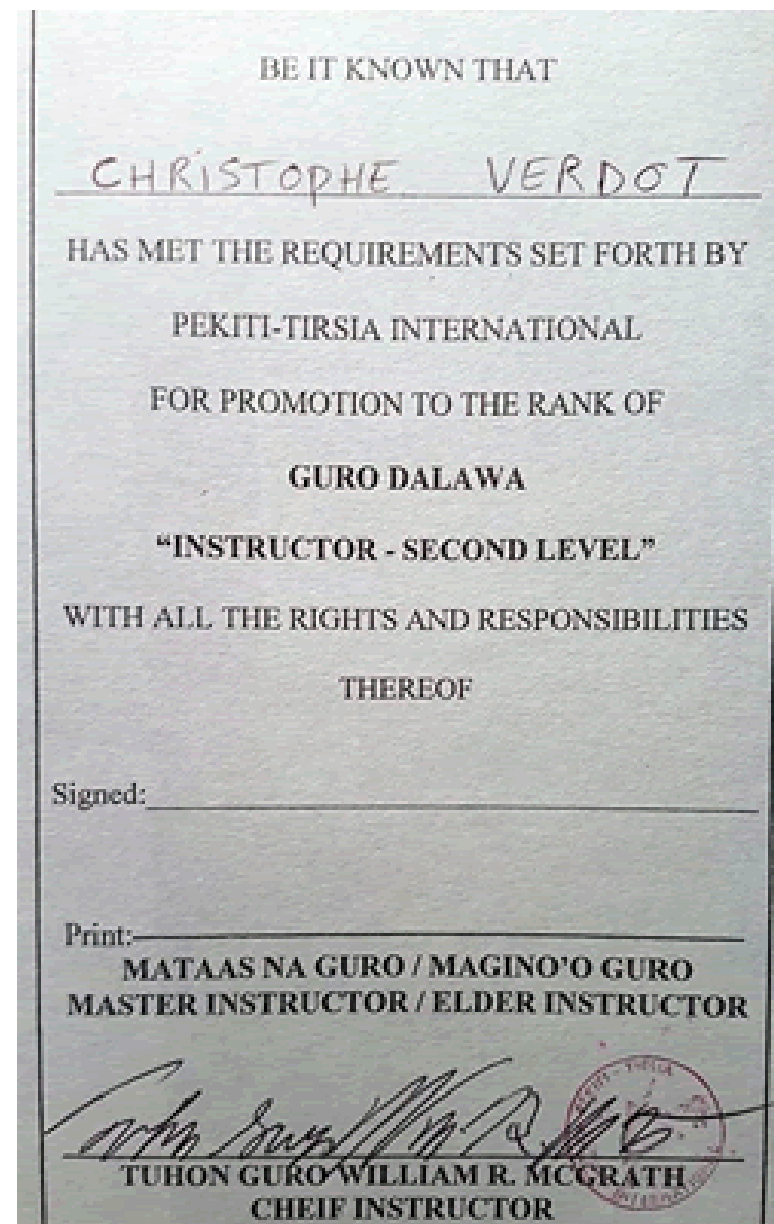 BE IT KNOWN THAT
CHRISTOPHE VERDOT
HAS MET THE REQUIREMENTS SET FORTH BY
PEKITI-TIRSIA INTERNATIONAL
FOR PROMOTION TO THE RANK OF
GURO DALAWA
“INSTRUCTOR - SECOND LEVEL”
WITH ALL THE RIGHTS AND RESPONSIBILITIES
THEREOF
Signed:
Print:
MATAAS NA GURO / MAGINO'O GURO
MASTER INSTRUCTOR / ELDER INSTRUCTOR
TUHON GURO WILLIAM R. MCGRATH
CHEIF INSTRUCTOR